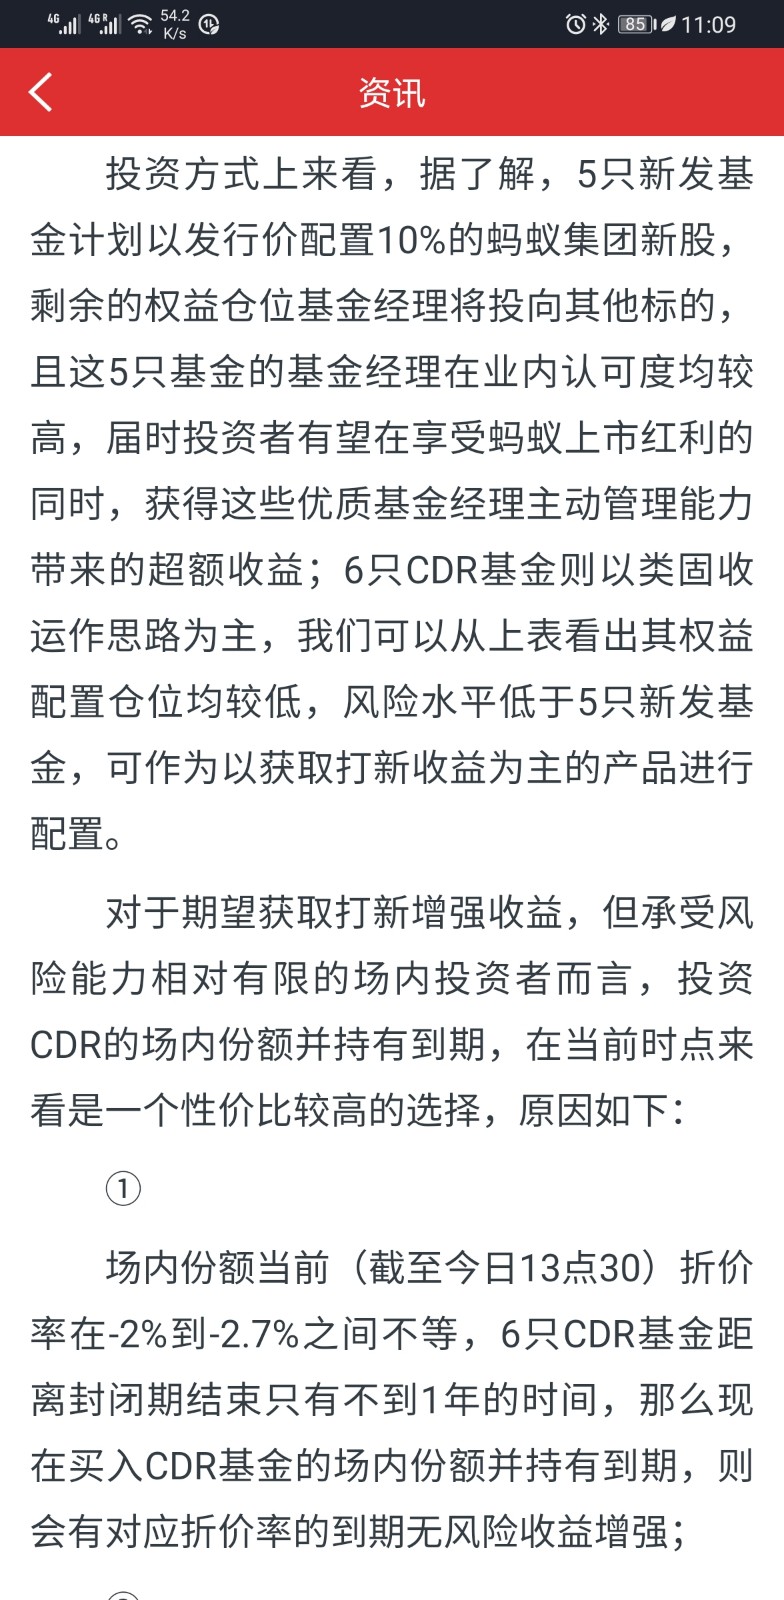 4G 4G R 54.2 K/s 85 11:09
资讯
投资方式上来看，据了解，5只新发基
金计划以发行价配置10%的蚂蚁集团新股，
剩余的权益仓位基金经理将投向其他标的，
且这5只基金的基金经理在业内认可度均较
高，届时投资者有望在享受蚂蚁上市红利的
同时，获得这些优质基金经理主动管理能力
带来的超额收益；6只CDR基金则以类固收
运作思路为主，我们可以从上表看出其权益
配置仓位均较低，风险水平低于5只新发基
金，可作为以获取打新收益为主的产品进行
配置。
对于期望获取打新增强收益，但承受风
险能力相对有限的场内投资者而言，投资
CDR的场内份额并持有到期，在当前时点来
看是一个性价比较高的选择，原因如下：
①
场内份额当前（截至今日13点30）折价
率在-2%到-2.7%之间不等，6只CDR基金距
离封闭期结束只有不到1年的时间，那么现
在买入CDR基金的场内份额并持有到期，则
会有对应折价率的到期无风险收益增强；